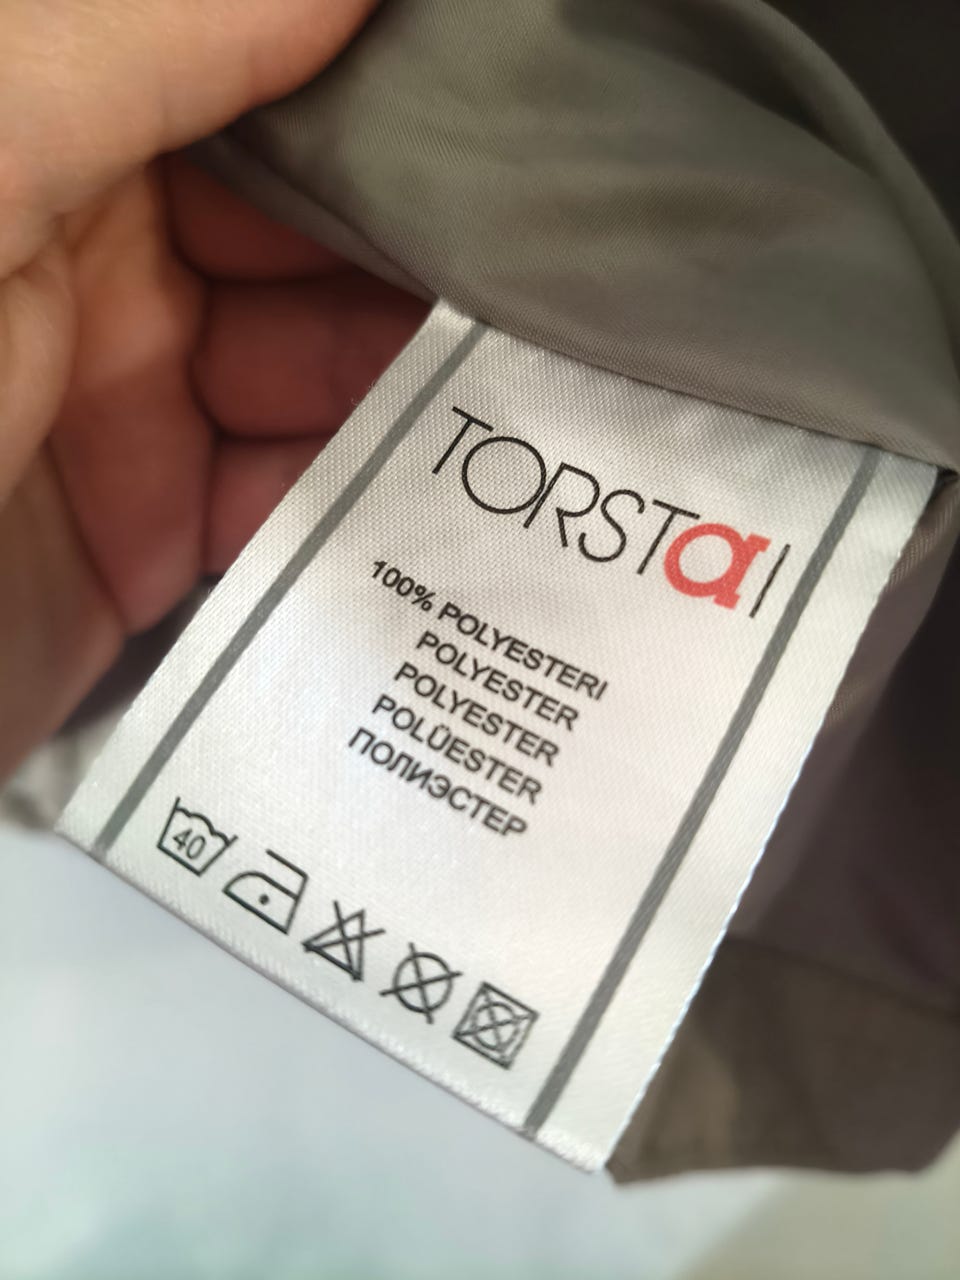 TORSTaI
100% POLYESTERI
POLYESTER
POLYESTER
POLÜESTER
ПОЛИЭСТЕР
40